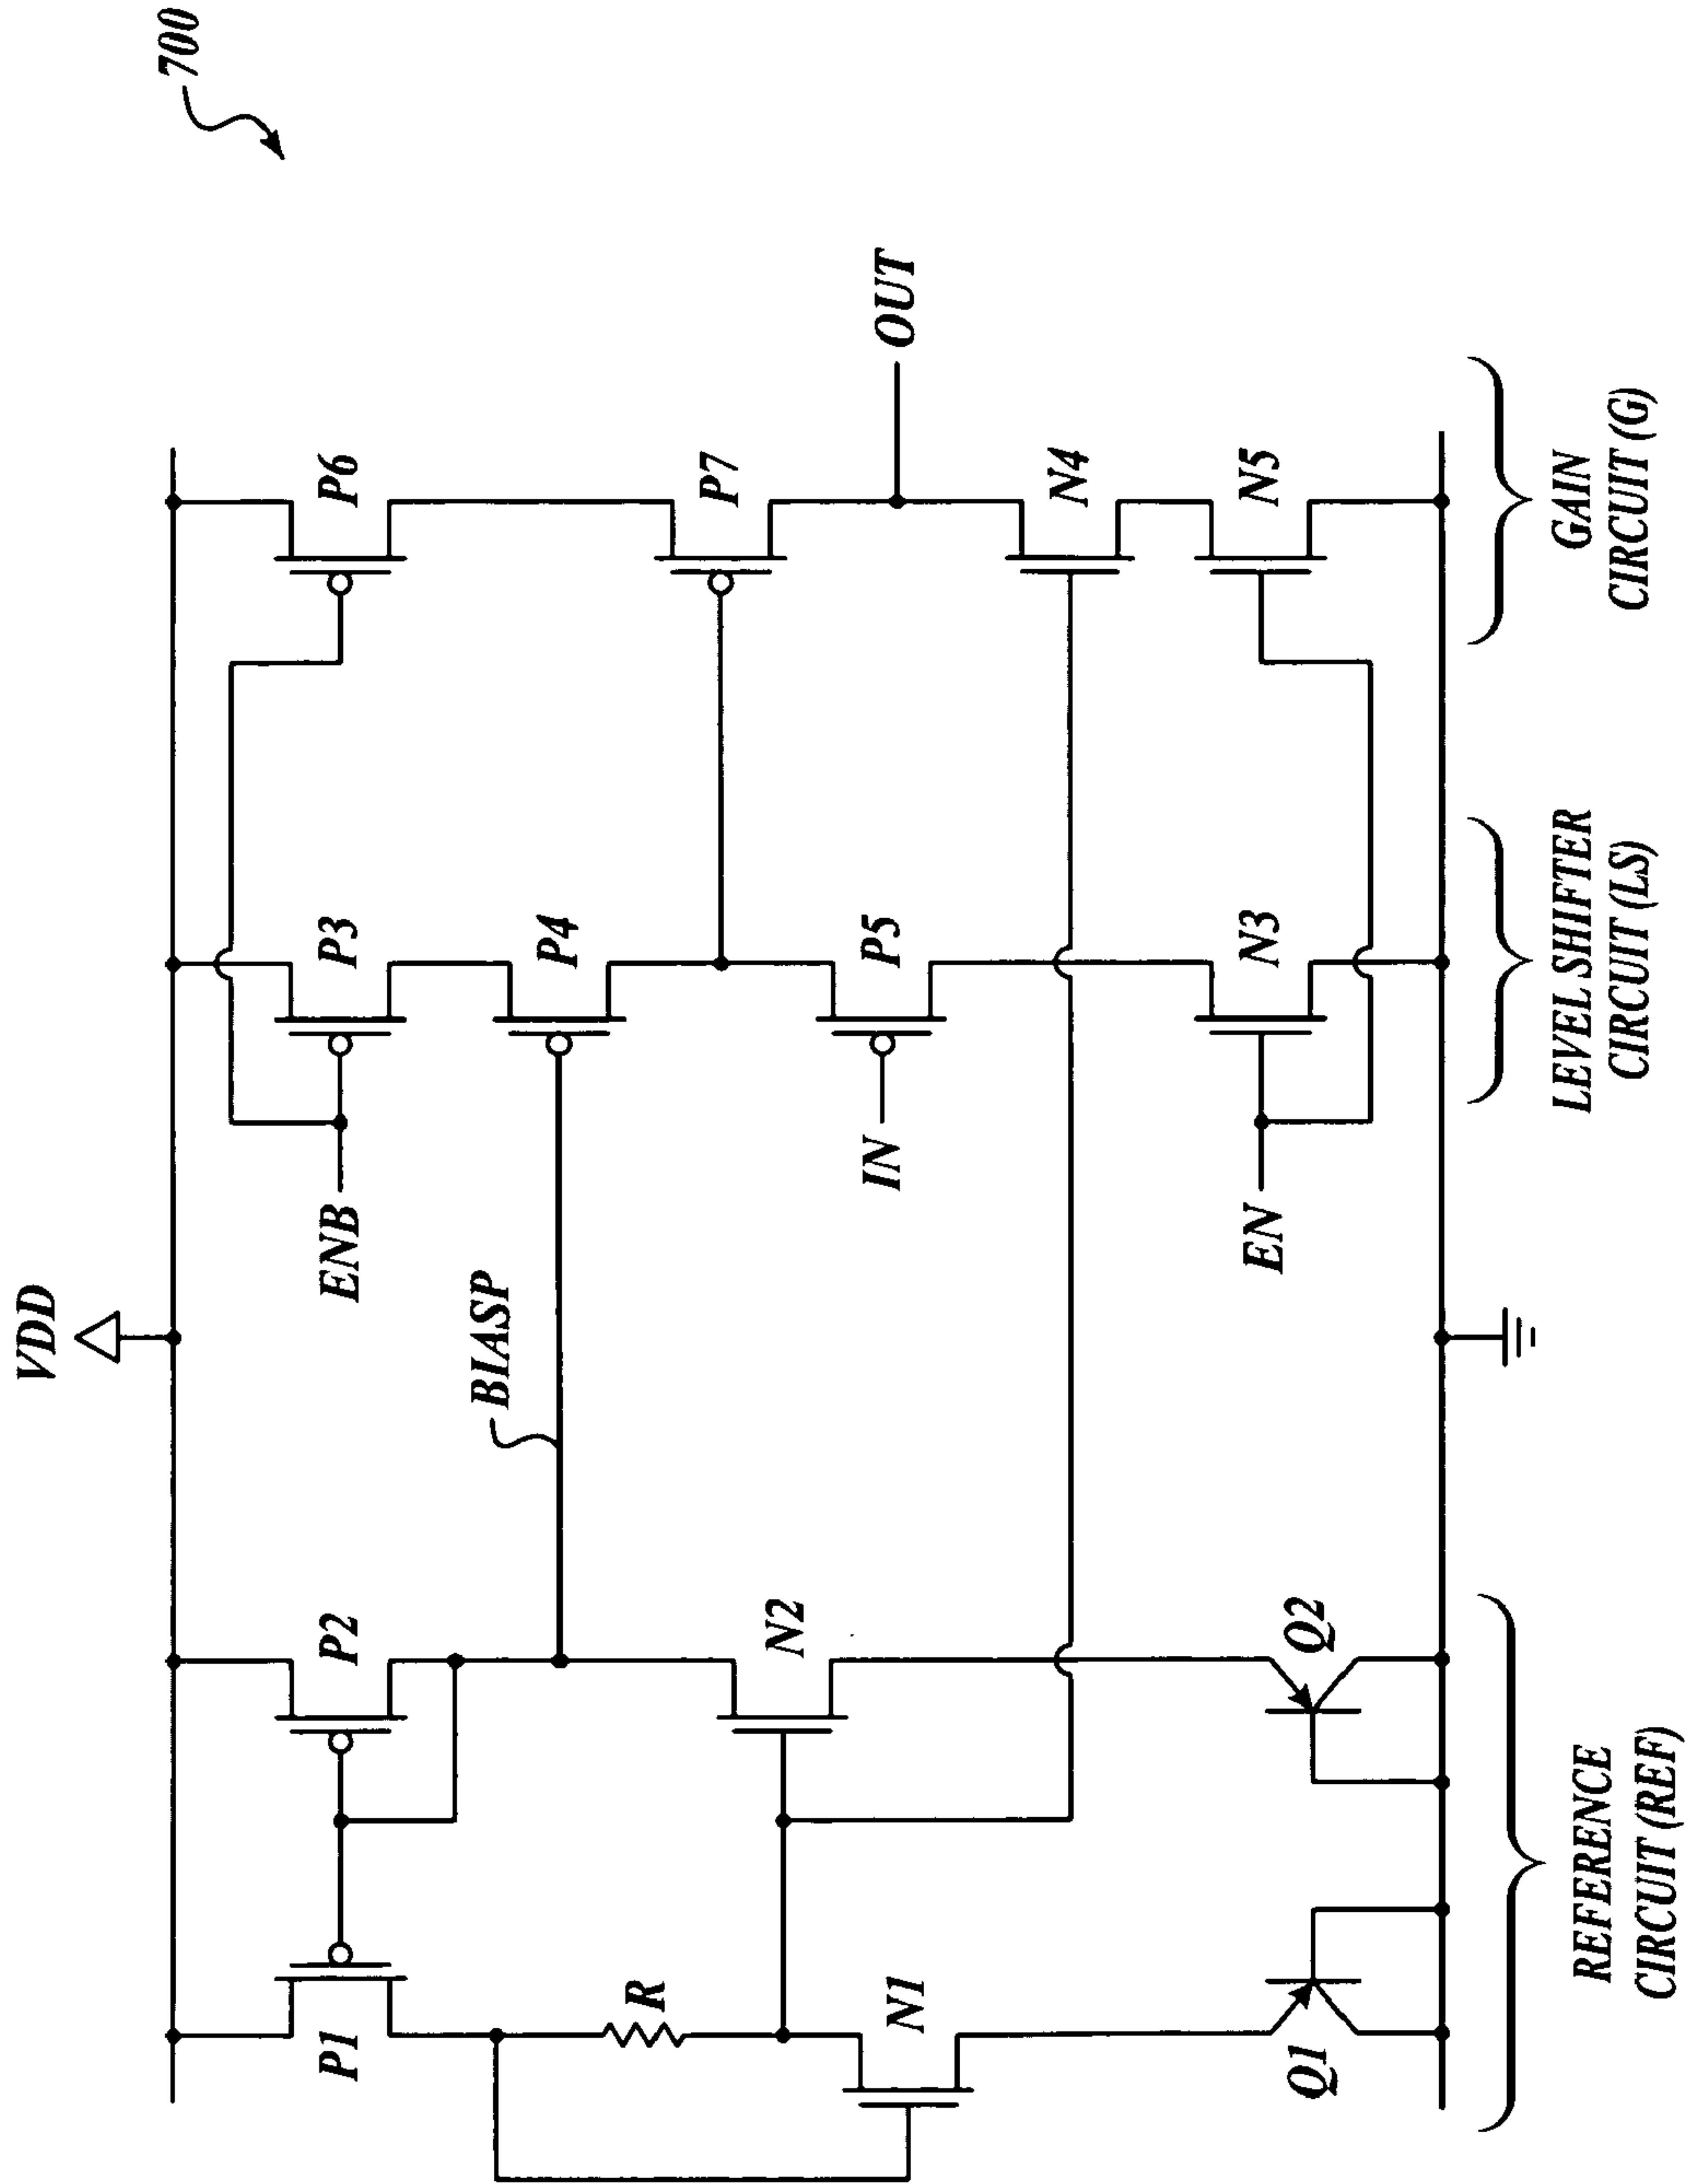 700
VDD
P1
P2
P3
P6
ENB
BIASP
P4
R
N1
N2
IN
P5
P7
OUT
N4
EN
N3
N5
Q1
Q2
REFERENCE
CIRCUIT (REF)
LEVEL SHIFTER
CIRCUIT (LS)
GAIN
CIRCUIT (G)